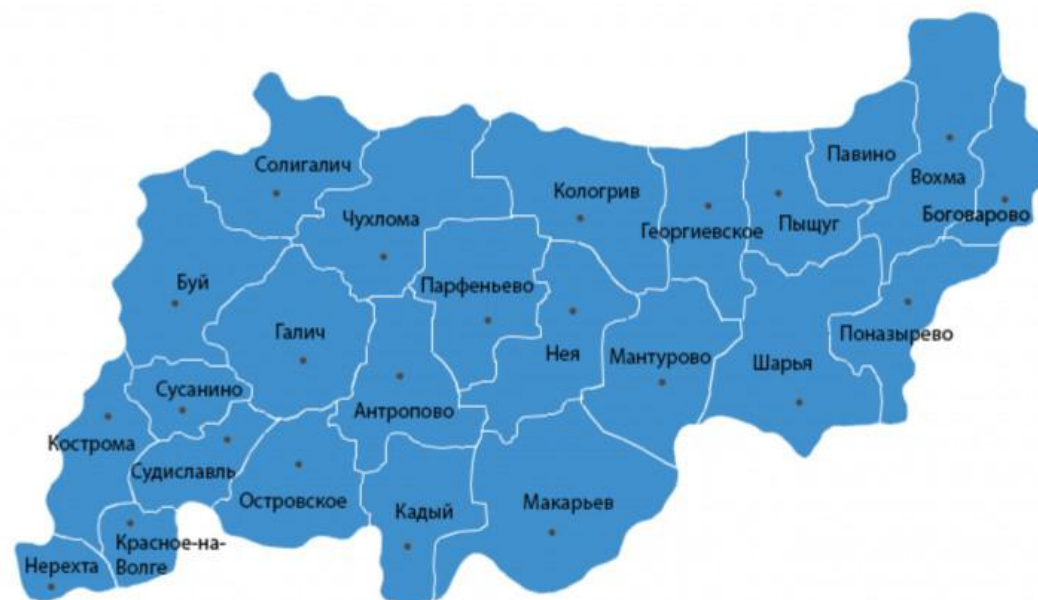 Павино
Солигалич
Вохма
Кологрив
Боговарово
Чухлома
Георгиевское
Пыщуг
Буй
Парфеньево
Галич
Поназырево
Нея
Мантурово
Шарья
Сусанино
Антропово
Кострома
Судиславль
Островское
Кадый
Макарьев
Красное-на-
Волге
Нерехта